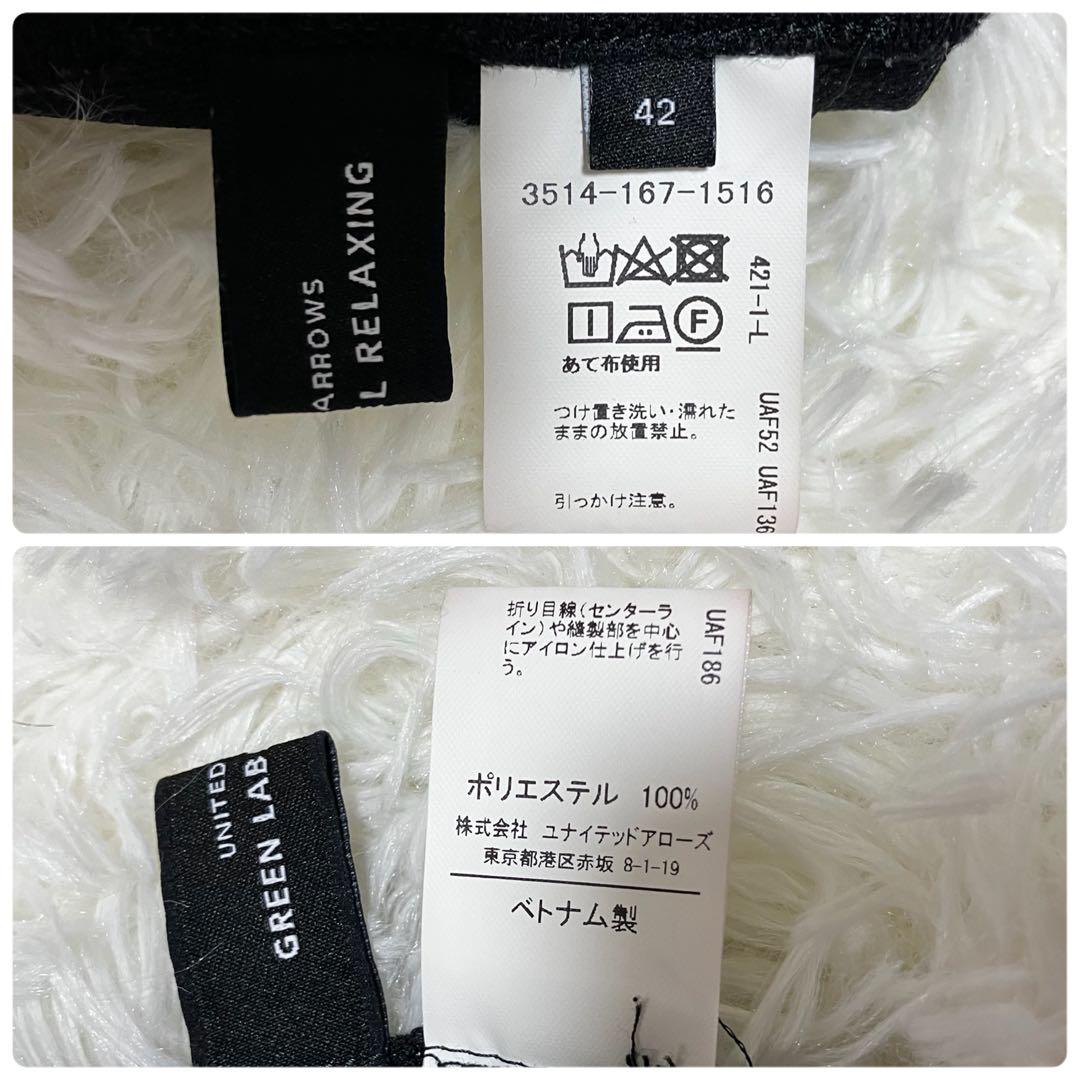 ARROWS
L RELAXING
42
3514-167-1516
F
あて布使用
つけ置き洗い・濡れた
ままの放置禁止。
引っかけ注意。
421-1-L
UAF52 UAF136
UNITED
GREEN LAB
折り目線(センターラ
イン)や縫製部を中心
にアイロン仕上げを行
う。
UAF186
ポリエステル 100%
株式会社 ユナイテッドアローズ
東京都港区赤坂 8-1-19
ベトナム製